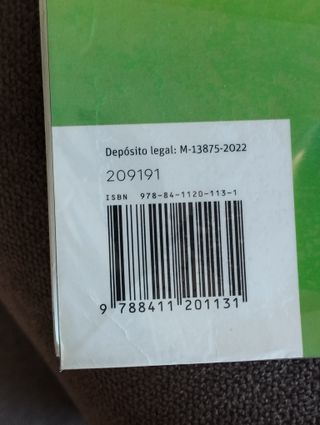 Depósito legal: M-13875-2022
209191
ISBN 978-84-1120-113-1
9 788411 201131